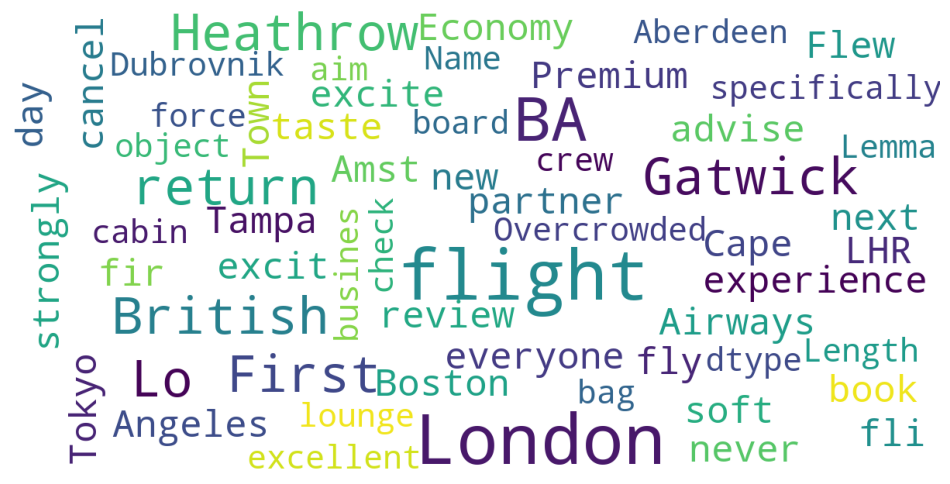 Heathrow
Economy
Aberdeen
Flew
cancel
Dubrovnik
aim
Name
Premium
specifically
day
force
Town
excite
board
BA
advise
object
taste
crew
Lemma
return
Amst
new
Gatwick
strongly
cabin
Tampa
busines
check
partner
Overcrowded
Cape
next
LHR
fir
excit
flight
experience
British
review
Airways
Tokyo
Lo
First
Boston
everyone
fly
dtype
Length
bag
book
Angeles
lounge
soft
fli
excellent
London
never